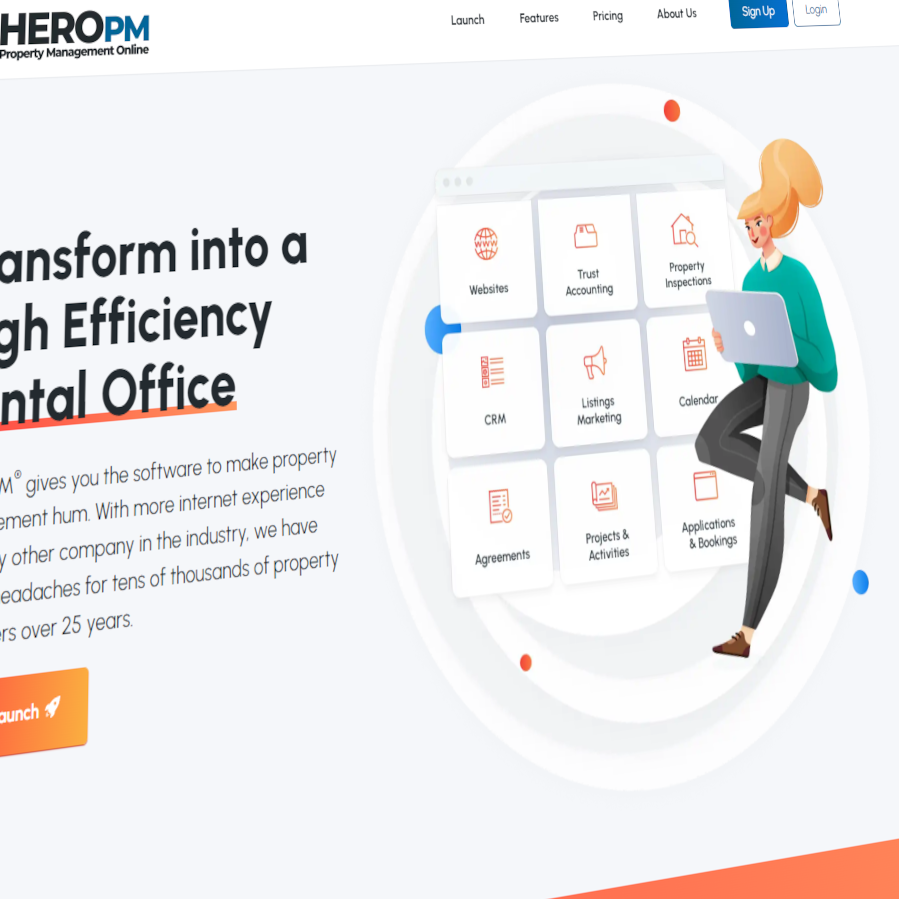 HEROPM
Property Management Online
Launch Features Pricing About Us Sign Up Login
ansform into a
gh Efficiency
ntal Office
M® gives you the software to make property
ement hum. With more internet experience
y other company in the industry, we have
eadaches for tens of thousands of property
ers over 25 years.
aunch
Websites
Trust
Accounting
Property
Inspections
CRM
Listings
Marketing
Calendar
Agreements
Projects &
Activities
Applications
& Bookings